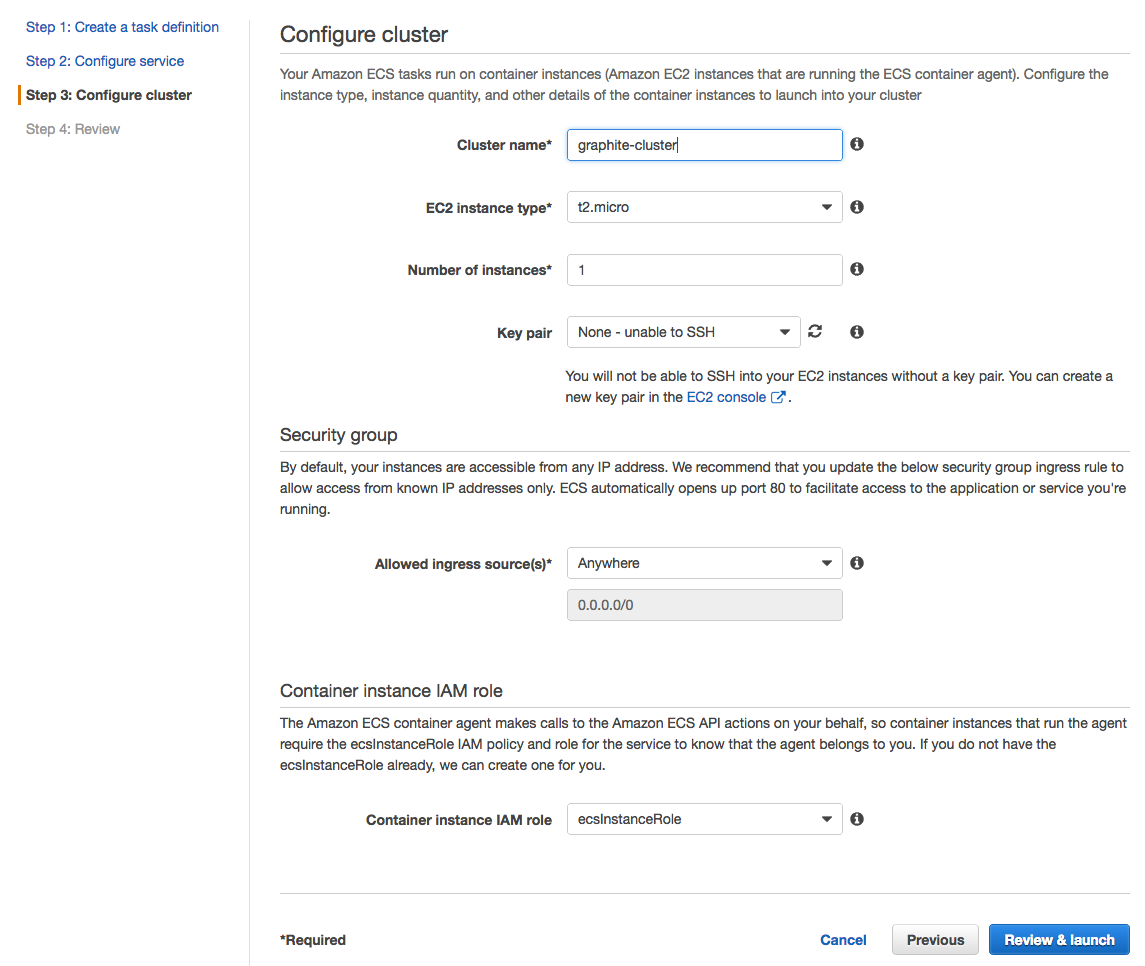 Step 1: Create a task definition
Step 2: Configure service
Step 3: Configure cluster
Step 4: Review
Configure cluster
Your Amazon ECS tasks run on container instances (Amazon EC2 instances that are running the ECS container agent). Configure the
instance type, instance quantity, and other details of the container instances to launch into your cluster
Cluster name* graphite-cluster
EC2 instance type* t2.micro
Number of instances* 1
Key pair None - unable to SSH
You will not be able to SSH into your EC2 instances without a key pair. You can create a
new key pair in the EC2 console .
Security group
By default, your instances are accessible from any IP address. We recommend that you update the below security group ingress rule to
allow access from known IP addresses only. ECS automatically opens up port 80 to facilitate access to the application or service you're
running.
Allowed ingress source(s)* Anywhere
0.0.0.0/0
Container instance IAM role
The Amazon ECS container agent makes calls to the Amazon ECS API actions on your behalf, so container instances that run the agent
require the ecsInstanceRole IAM policy and role for the service to know that the agent belongs to you. If you do not have the
ecsInstanceRole already, we can create one for you.
Container instance IAM role ecsInstanceRole
*Required Cancel Previous Review & launch